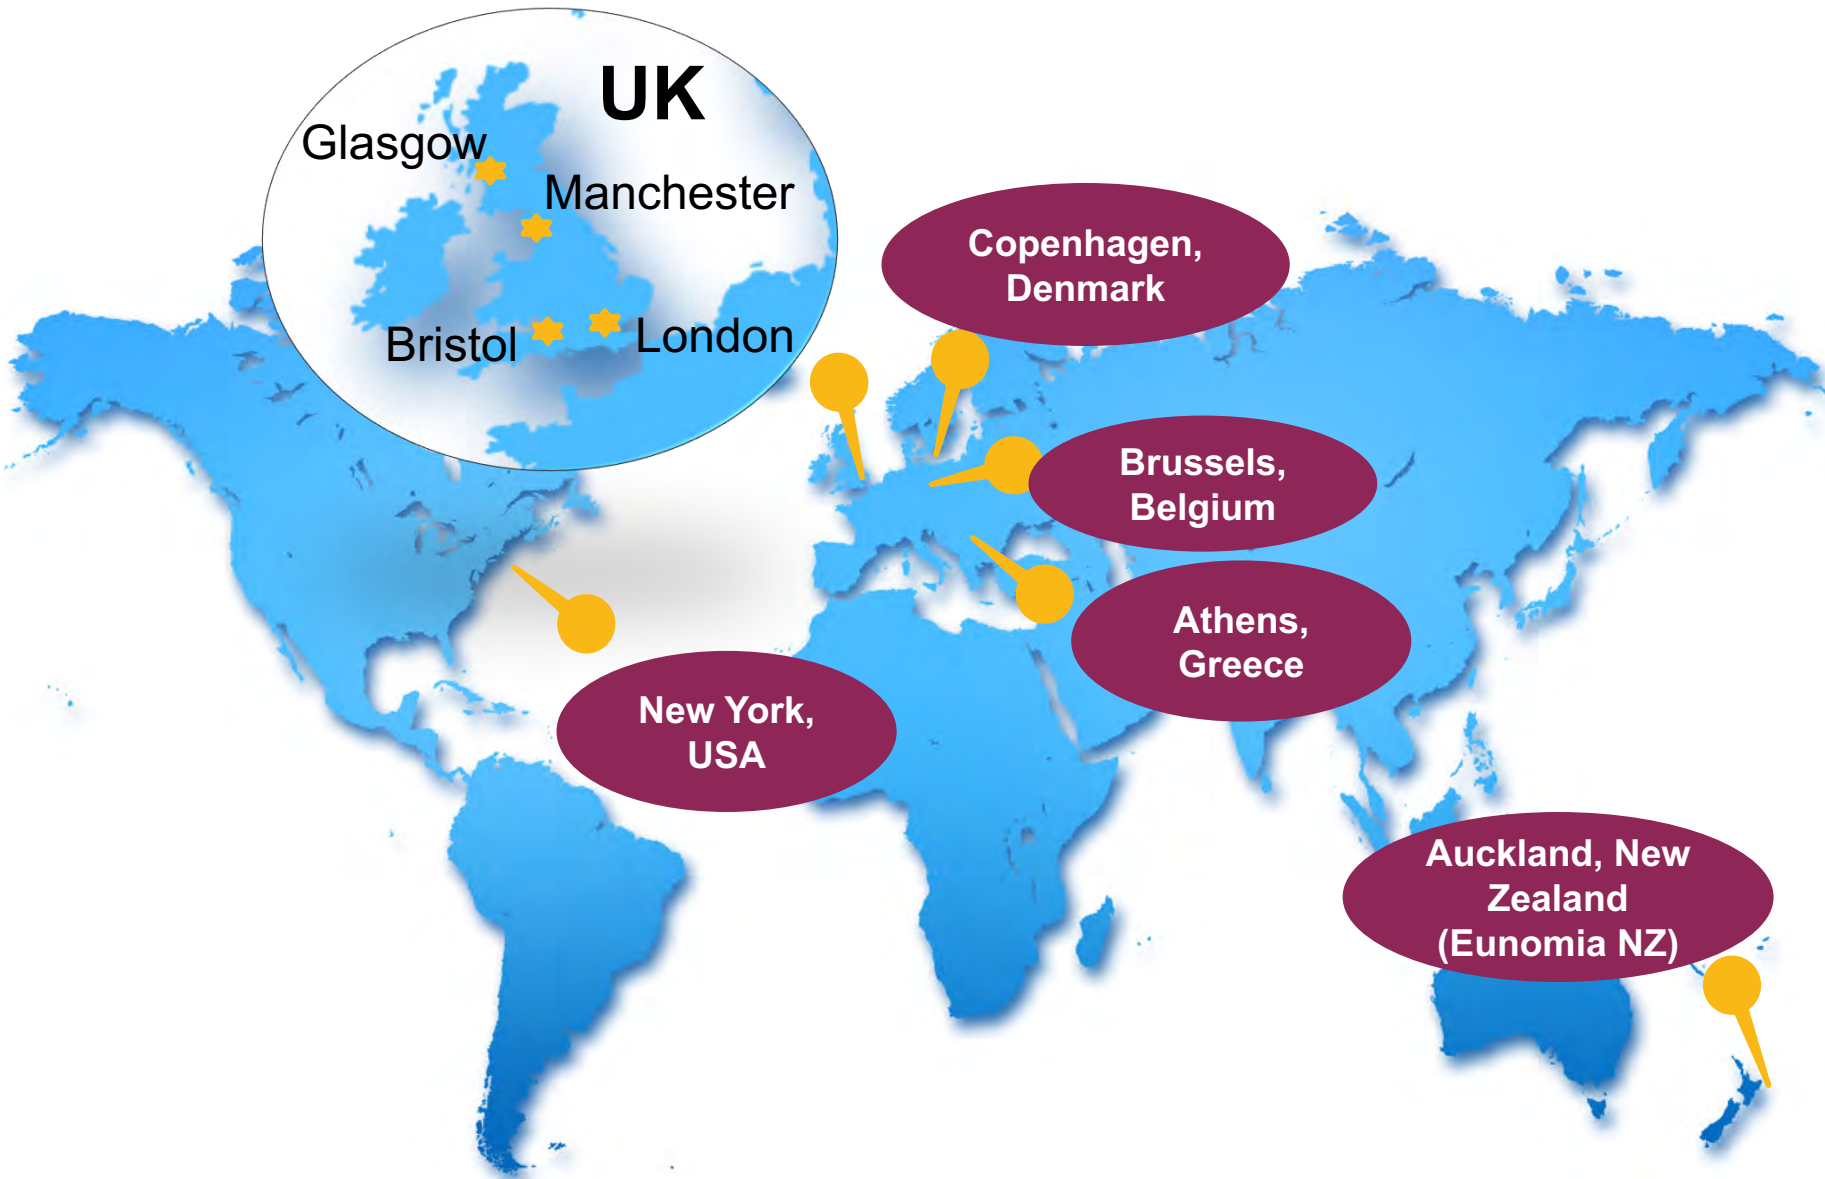 UK
Glasgow
Manchester
Bristol
London
Copenhagen,
Denmark
Brussels,
Belgium
Athens,
Greece
New York,
USA
Auckland, New
Zealand
(Eunomia NZ)